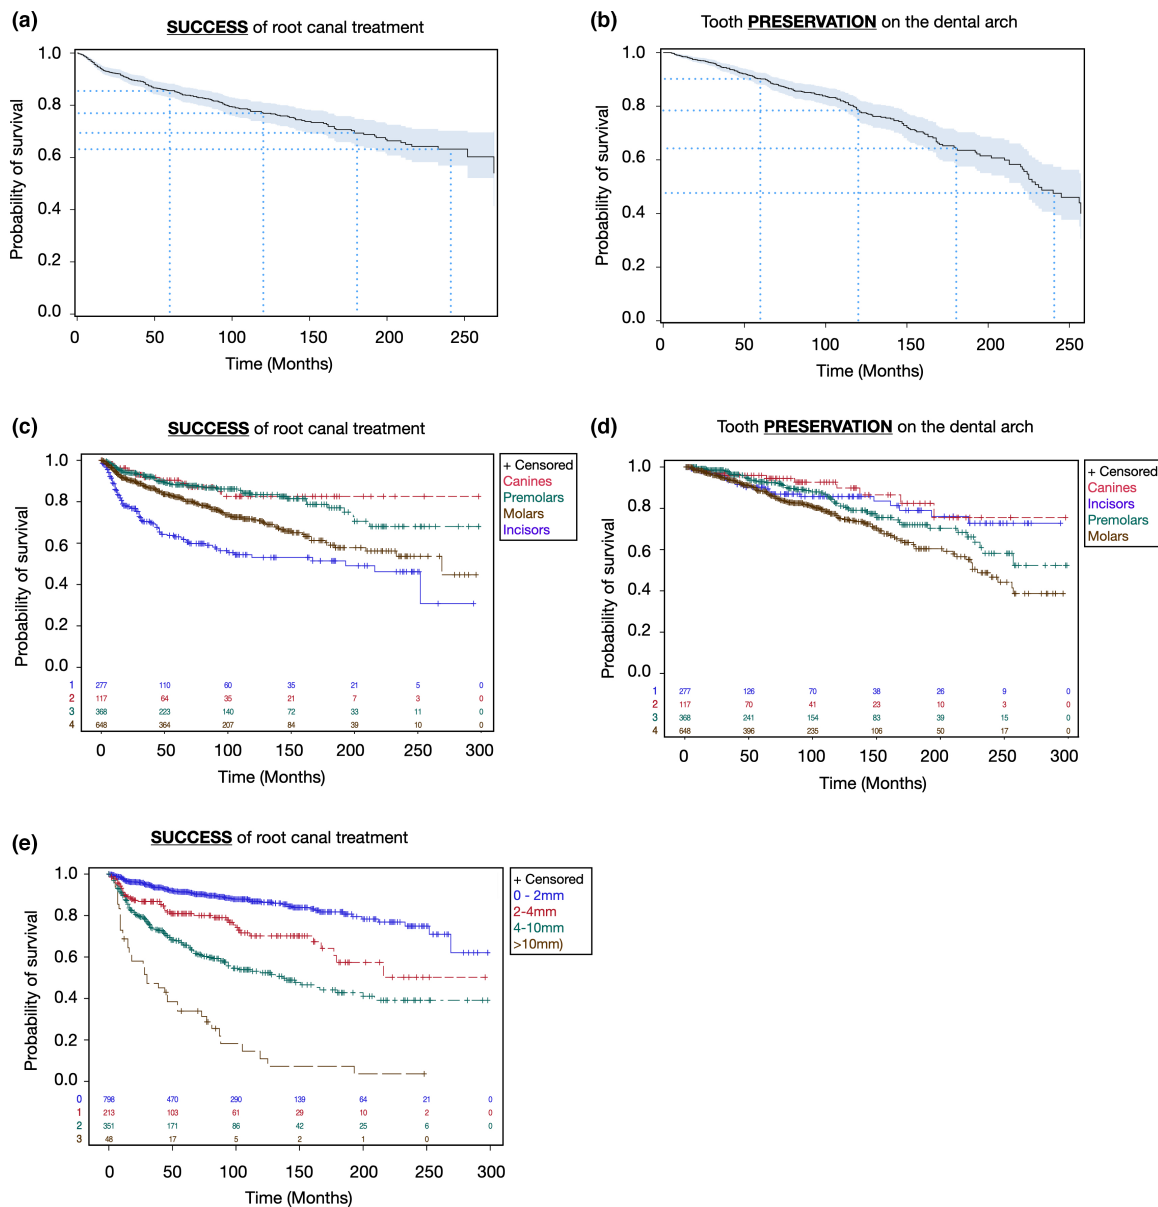 (a)
SUCCESS of root canal treatment
1.0
0.8
0.6
0.4
0.2
0.0
Probability of survival
0 50 100 150 200 250
Time (Months)
(b)
Tooth PRESERVATION on the dental arch
1.0
0.8
0.6
0.4
0.2
0.0
Probability of survival
0 50 100 150 200 250
Time (Months)
(c)
SUCCESS of root canal treatment
1.0
0.8
0.6
0.4
0.2
0.0
Probability of survival
+ Censored
Canines
Premolars
Molars
Incisors
1 277 110 60 35 21 5 0
2 117 64 35 21 7 3 0
3 368 223 140 72 33 11 0
4 648 364 207 84 39 10 0
0 50 100 150 200 250 300
Time (Months)
(d)
Tooth PRESERVATION on the dental arch
1.0
0.8
0.6
0.4
0.2
0.0
Probability of survival
+ Censored
Canines
Incisors
Premolars
Molars
1 277 126 70 38 26 9 0
2 117 70 41 23 10 3 0
3 368 241 154 83 39 15 0
4 648 396 235 106 50 17 0
0 50 100 150 200 250 300
Time (Months)
(e)
SUCCESS of root canal treatment
1.0
0.8
0.6
0.4
0.2
0.0
Probability of survival
+ Censored
0 - 2mm
2-4mm
4-10mm
>10mm)
0 798 470 290 139 64 21 0
1 213 103 61 29 10 2 0
2 351 171 86 42 25 6 0
3 48 17 5 2 1 0
0 50 100 150 200 250 300
Time (Months)